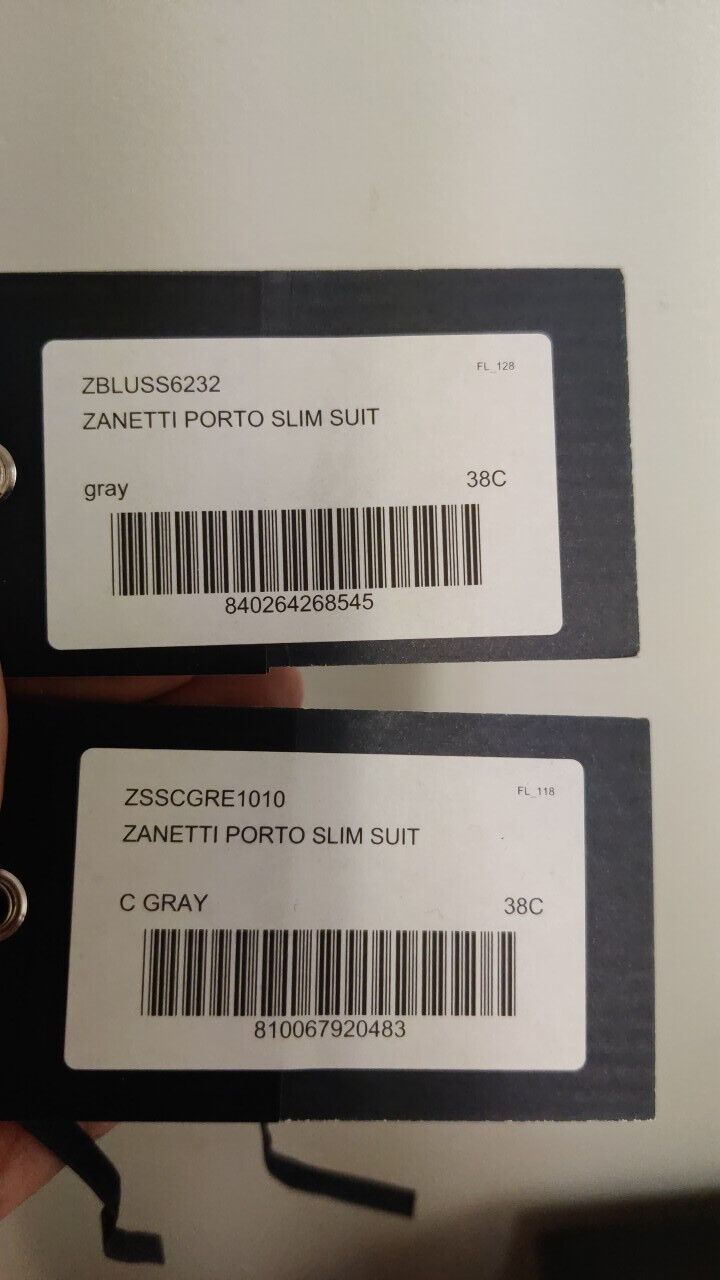 FL_128
ZBLUSS6232
ZANETTI PORTO SLIM SUIT
gray 38C
840264268545
FL_118
ZSSCGRE1010
ZANETTI PORTO SLIM SUIT
C GRAY 38C
810067920483